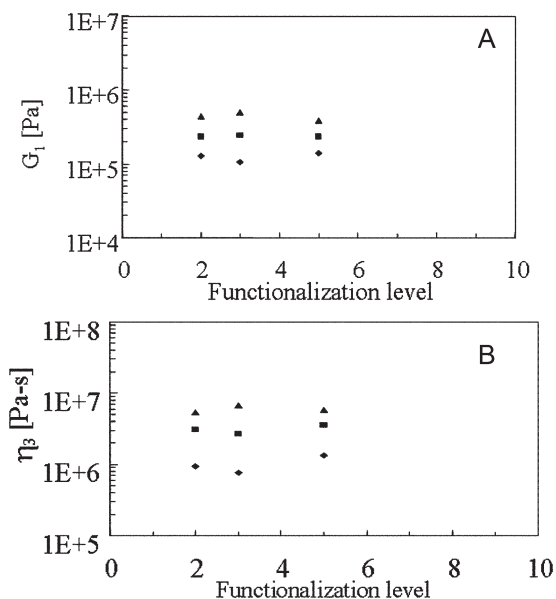 A
1E+7
1E+6
1E+5
1E+4
G1 [Pa]
0 2 4 6 8 10
Functionalization level
B
1E+8
1E+7
1E+6
1E+5
η3 [Pa-s]
0 2 4 6 8 10
Functionalization level